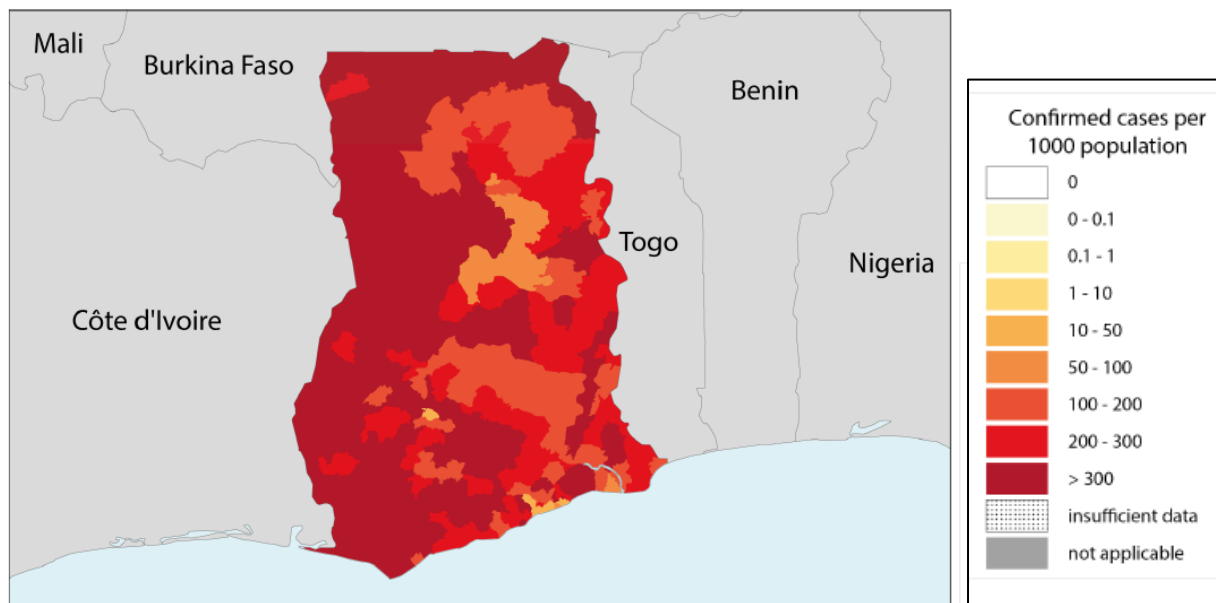 Mali
Burkina Faso
Benin
Togo
Nigeria
Côte d'Ivoire
Confirmed cases per
1000 population
0
0 - 0.1
0.1 - 1
1 - 10
10 - 50
50 - 100
100 - 200
200 - 300
> 300
insufficient data
not applicable